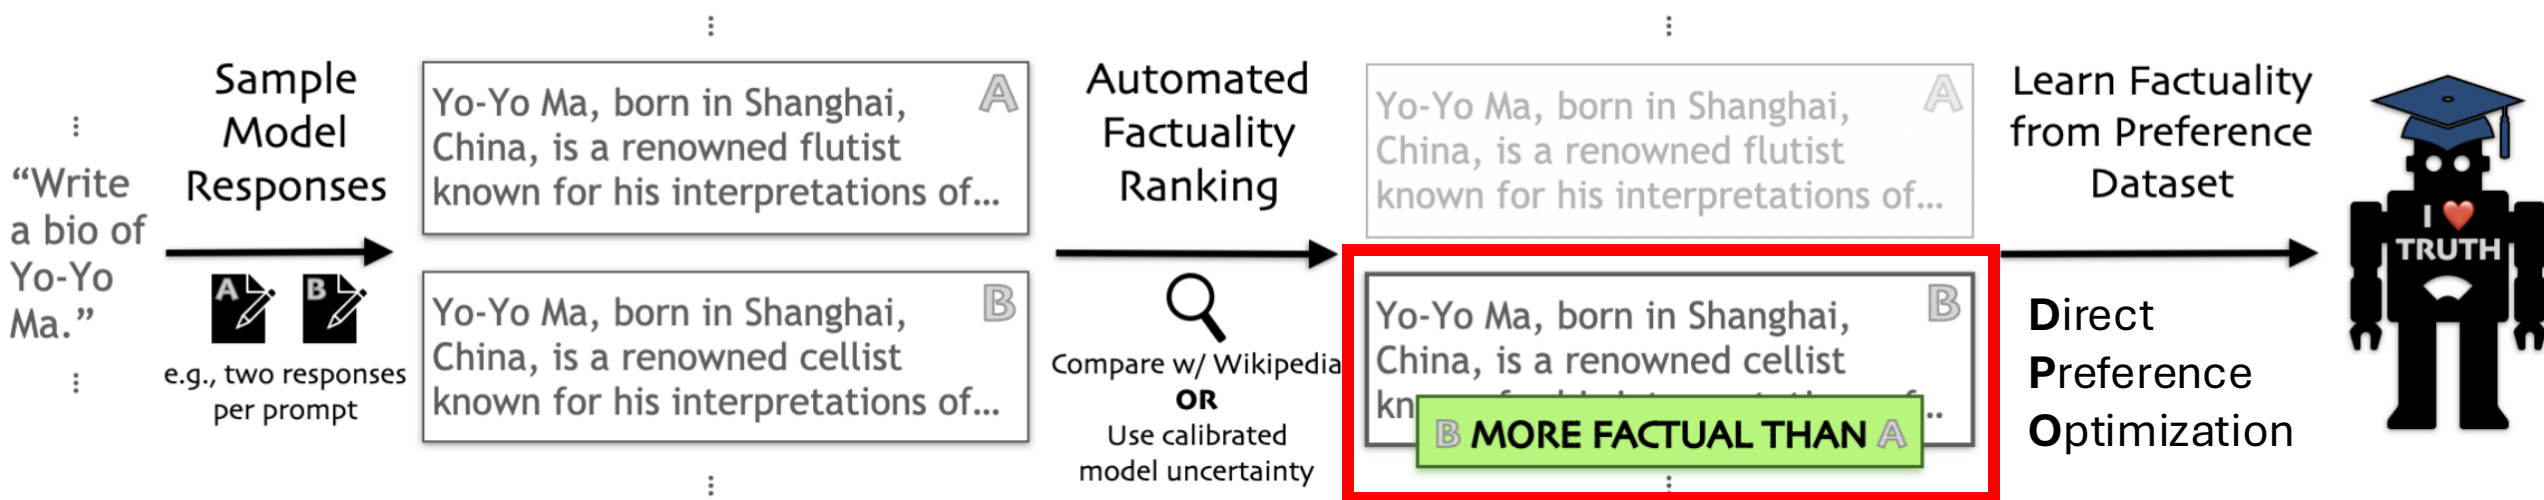 “Write
a bio of
Yo-Yo
Ma.”
Sample
Model
Responses
A B
e.g., two responses
per prompt
A
Yo-Yo Ma, born in Shanghai,
China, is a renowned flutist
known for his interpretations of...
B
Yo-Yo Ma, born in Shanghai,
China, is a renowned cellist
known for his interpretations of...
Automated
Factuality
Ranking
Compare w/ Wikipedia
OR
Use calibrated
model uncertainty
A
Yo-Yo Ma, born in Shanghai,
China, is a renowned flutist
known for his interpretations of...
B
Yo-Yo Ma, born in Shanghai,
China, is a renowned cellist
B MORE FACTUAL THAN A
Learn Factuality
from Preference
Dataset
Direct
Preference
Optimization
I ❤️
TRUTH